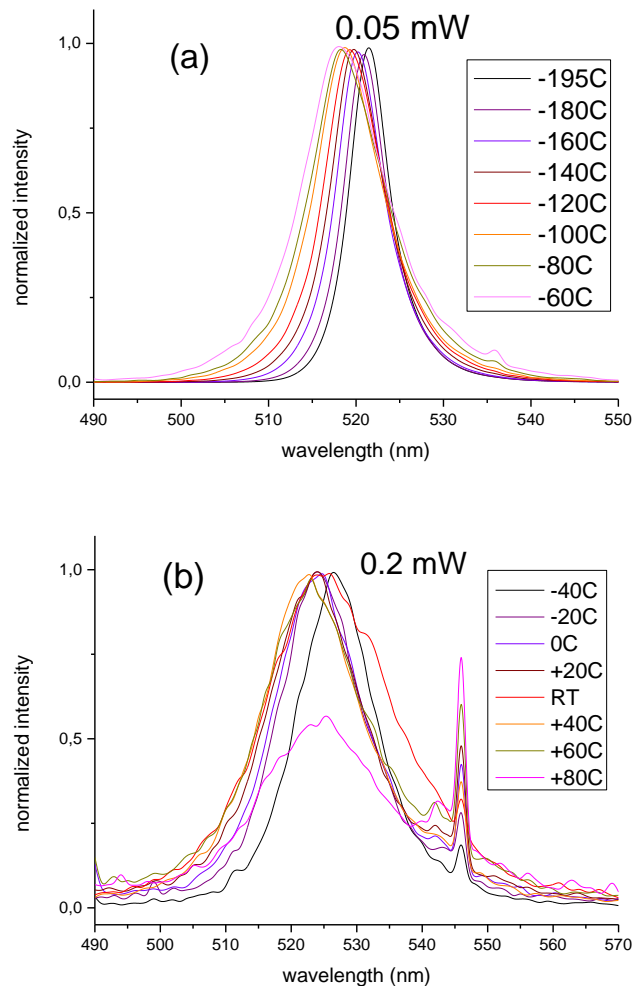 0.05 mW
(a)
1,0
0,5
0,0
normalized intensity
-195C
-180C
-160C
-140C
-120C
-100C
-80C
-60C
490 500 510 520 530 540 550
wavelength (nm)
0.2 mW
(b)
1,0
0,5
0,0
normalized intensity
-40C
-20C
0C
+20C
RT
+40C
+60C
+80C
490 500 510 520 530 540 550 560 570
wavelength (nm)